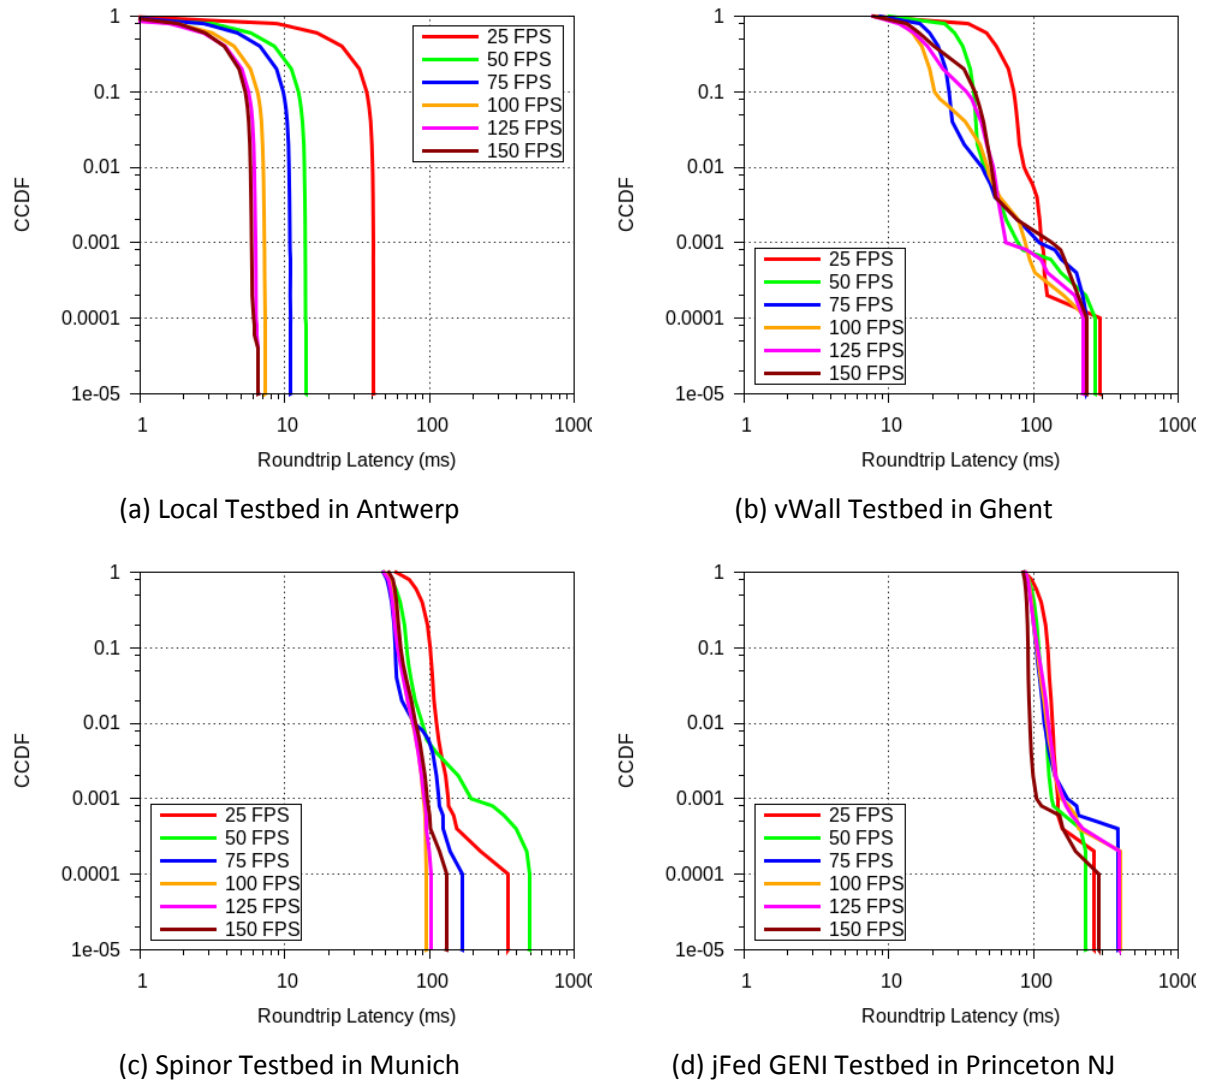 CCDF
1
0.1
0.01
0.001
0.0001
1e-05
25 FPS
50 FPS
75 FPS
100 FPS
125 FPS
150 FPS
1 10 100 1000
Roundtrip Latency (ms)
(a) Local Testbed in Antwerp
CCDF
1
0.1
0.01
0.001
0.0001
1e-05
25 FPS
50 FPS
75 FPS
100 FPS
125 FPS
150 FPS
1 10 100 1000
Roundtrip Latency (ms)
(b) vWall Testbed in Ghent
CCDF
1
0.1
0.01
0.001
0.0001
1e-05
25 FPS
50 FPS
75 FPS
100 FPS
125 FPS
150 FPS
1 10 100 1000
Roundtrip Latency (ms)
(c) Spinor Testbed in Munich
CCDF
1
0.1
0.01
0.001
0.0001
1e-05
25 FPS
50 FPS
75 FPS
100 FPS
125 FPS
150 FPS
1 10 100 1000
Roundtrip Latency (ms)
(d) jFed GENI Testbed in Princeton NJ